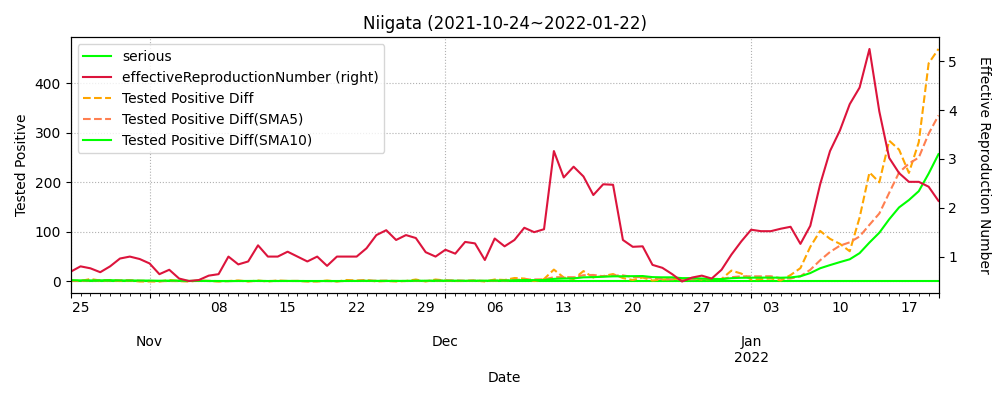 Niigata (2021-10-24~2022-01-22)
serious
effectiveReproductionNumber (right)
Tested Positive Diff
Tested Positive Diff(SMA5)
Tested Positive Diff(SMA10)
Tested Positive
400
300
200
100
0
5
4
3
2
1
Effective Reproduction Number
25 08 15 22 29 06 13 20 27 03 10 17
Nov Dec Jan
2022
Date